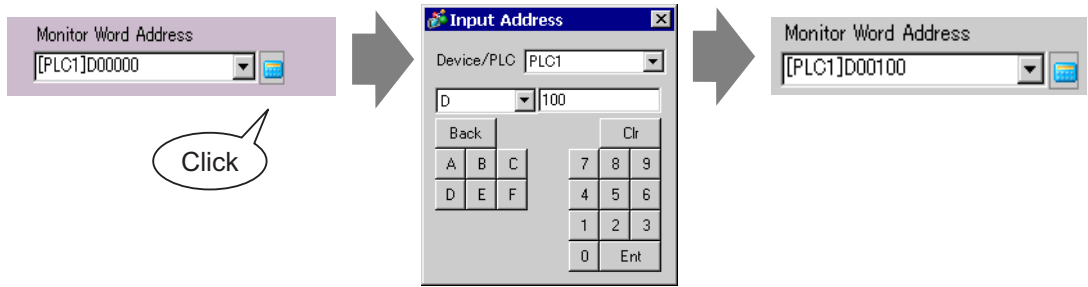 Monitor Word Address
[PLC1]D00000
Click
Input Address
Device/PLC PLC1
D 100
Back Clr
A B C 7 8 9
D E F 4 5 6
1 2 3
0 Ent
Monitor Word Address
[PLC1]D00100